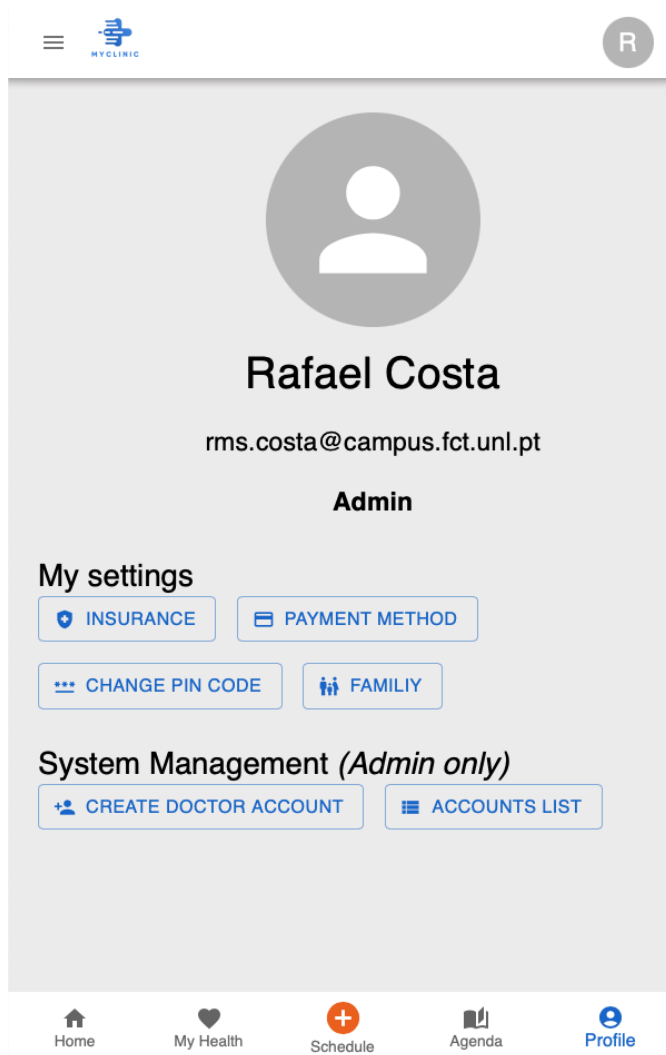 MYCLINIC
R
Rafael Costa
rms.costa@campus.fct.unl.pt
Admin
My settings
INSURANCE
PAYMENT METHOD
*** CHANGE PIN CODE
FAMILIY
System Management (Admin only)
CREATE DOCTOR ACCOUNT
ACCOUNTS LIST
Home
My Health
Schedule
Agenda
Profile